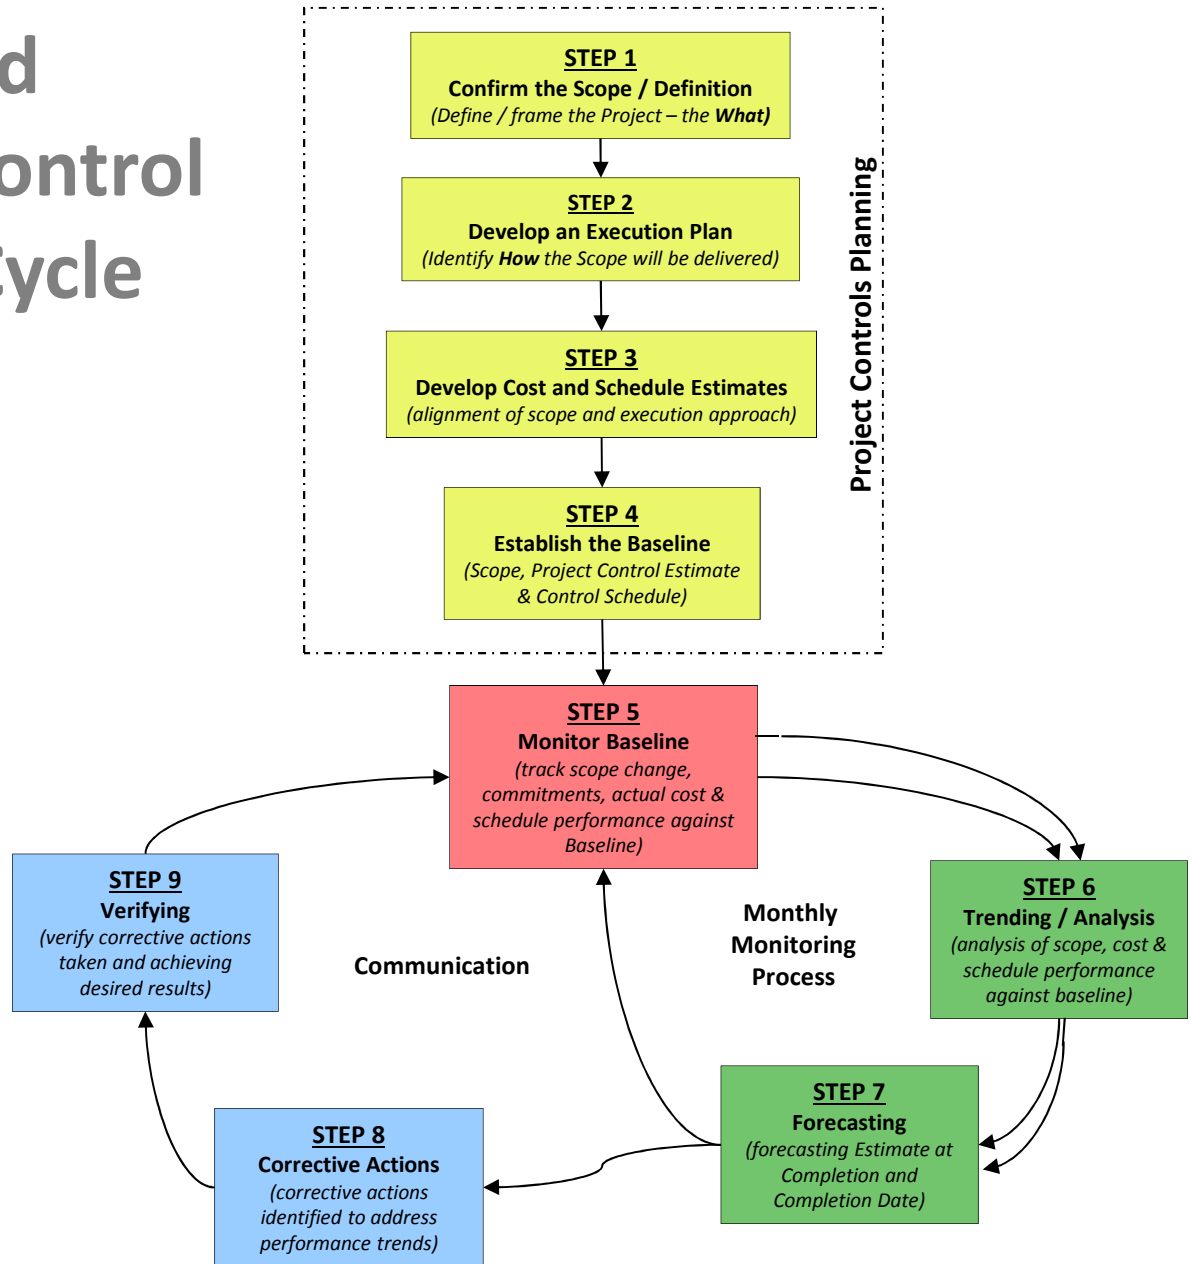 d
ontrol
ycle
STEP 1
Confirm the Scope / Definition
(Define / frame the Project – the What)
STEP 2
Develop an Execution Plan
(Identify How the Scope will be delivered)
STEP 3
Develop Cost and Schedule Estimates
(alignment of scope and execution approach)
STEP 4
Establish the Baseline
(Scope, Project Control Estimate
& Control Schedule)
Project Controls Planning
STEP 5
Monitor Baseline
(track scope change,
commitments, actual cost &
schedule performance against
Baseline)
STEP 6
Trending / Analysis
(analysis of scope, cost &
schedule performance
against baseline)
Monthly
Monitoring
Process
Communication
STEP 9
Verifying
(verify corrective actions
taken and achieving
desired results)
STEP 7
Forecasting
(forecasting Estimate at
Completion and
Completion Date)
STEP 8
Corrective Actions
(corrective actions
identified to address
performance trends)